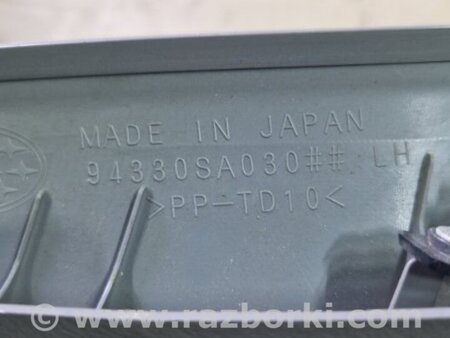 MADE IN JAPAN
94330SA030## LH
>PP-TD10<
© www.razborki.com